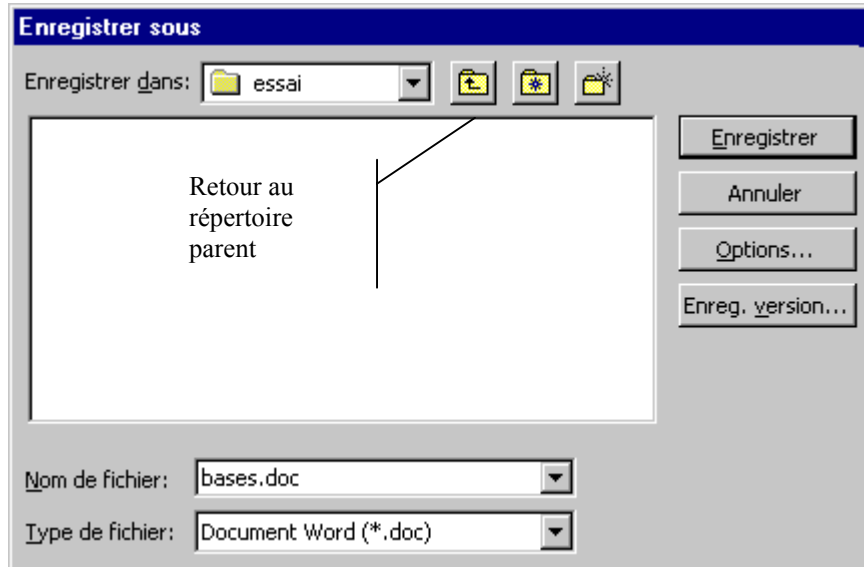 Enregistrer sous
Enregistrer dans: essai
Enregistrer
Annuler
Options...
Enreg. version...
Retour au
répertoire
parent
Nom de fichier: bases.doc
Type de fichier: Document Word (*.doc)